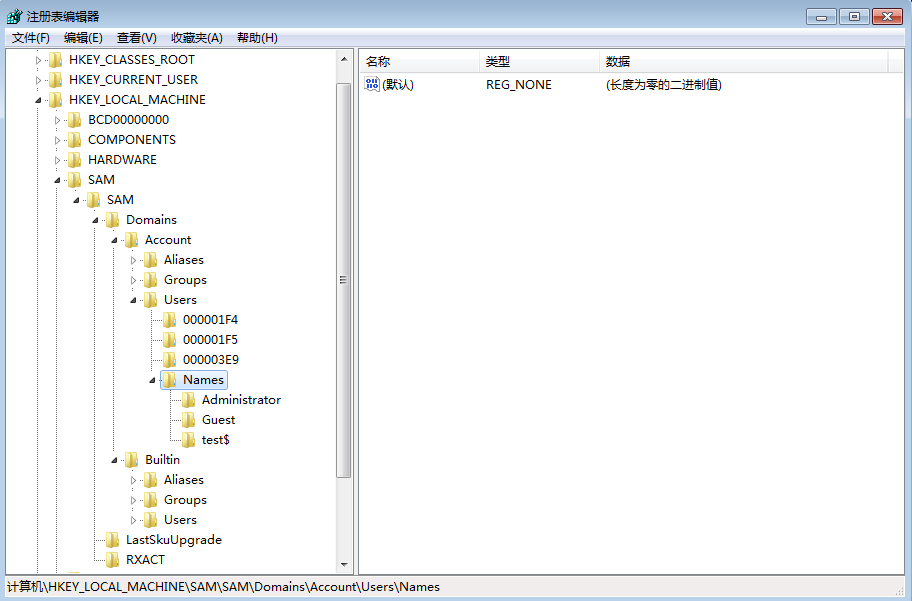 注册表编辑器
文件(F) 编辑(E) 查看(V) 收藏夹(A) 帮助(H)
HKEY_CLASSES_ROOT
HKEY_CURRENT_USER
HKEY_LOCAL_MACHINE
BCD00000000
COMPONENTS
HARDWARE
SAM
SAM
Domains
Account
Aliases
Groups
Users
000001F4
000001F5
000003E9
Names
Administrator
Guest
test$
Builtin
Aliases
Groups
Users
LastSkuUpgrade
RXACT
名称 类型 数据
(默认) REG_NONE (长度为零的二进制值)
计算机\HKEY_LOCAL_MACHINE\SAM\SAM\Domains\Account\Users\Names